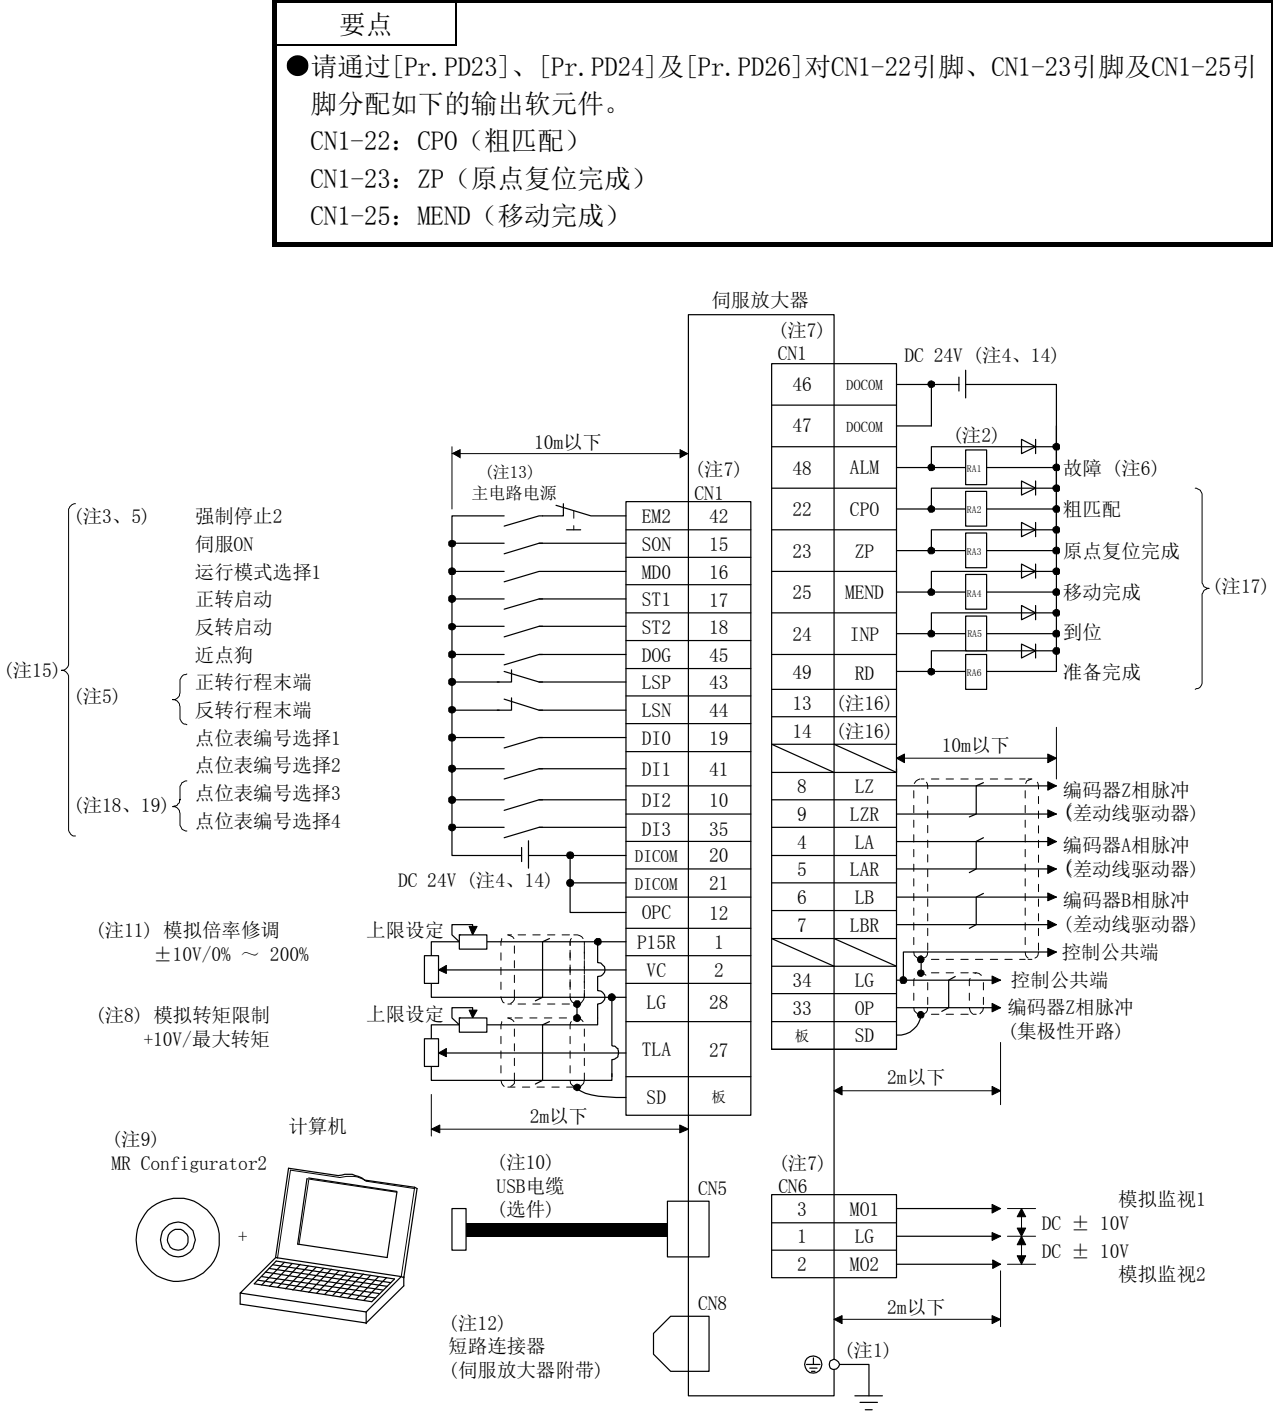 要点
●请通过[Pr.PD23]、[Pr.PD24]及[Pr.PD26]对CN1-22引脚、CN1-23引脚及CN1-25引
脚分配如下的输出软元件。
CN1-22：CPO（粗匹配）
CN1-23：ZP（原点复位完成）
CN1-25：MEND（移动完成）
伺服放大器
(注7)
CN1
DC 24V (注4、14)
46 DOCOM
47 DOCOM
(注2)
48 ALM RA1 故障 (注6)
22 CPO RA2 粗匹配
23 ZP RA3 原点复位完成
25 MEND RA4 移动完成
24 INP RA5 到位
49 RD RA6 准备完成
(注17)
13 (注16)
14 (注16)
10m以下
8 LZ 编码器Z相脉冲
9 LZR (差动线驱动器)
4 LA 编码器A相脉冲
5 LAR (差动线驱动器)
6 LB 编码器B相脉冲
7 LBR (差动线驱动器)
控制公共端
34 LG 控制公共端
33 OP 编码器Z相脉冲
(集极性开路)
板 SD
2m以下
10m以下
(注13)
主电路电源
(注7)
CN1
(注15)
(注3、5) 强制停止2 EM2 42
伺服ON SON 15
运行模式选择1 MD0 16
正转启动 ST1 17
反转启动 ST2 18
近点狗 DOG 45
(注5)
正转行程末端 LSP 43
反转行程末端 LSN 44
点位表编号选择1 DI0 19
点位表编号选择2 DI1 41
(注18、19)
点位表编号选择3 DI2 10
点位表编号选择4 DI3 35
DICOM 20
DC 24V (注4、14) DICOM 21
OPC 12
(注11) 模拟倍率修调 上限设定 P15R 1
±10V/0% ～ 200% VC 2
LG 28
(注8) 模拟转矩限制 上限设定
+10V/最大转矩 TLA 27
SD 板
2m以下
(注9)
MR Configurator2
计算机
+
(注10)
USB电缆
(选件)
CN5
(注12)
短路连接器
(伺服放大器附带)
CN8
(注7)
CN6
3 MO1 模拟监视1
DC ± 10V
1 LG
DC ± 10V
2 MO2 模拟监视2
2m以下
(注1)